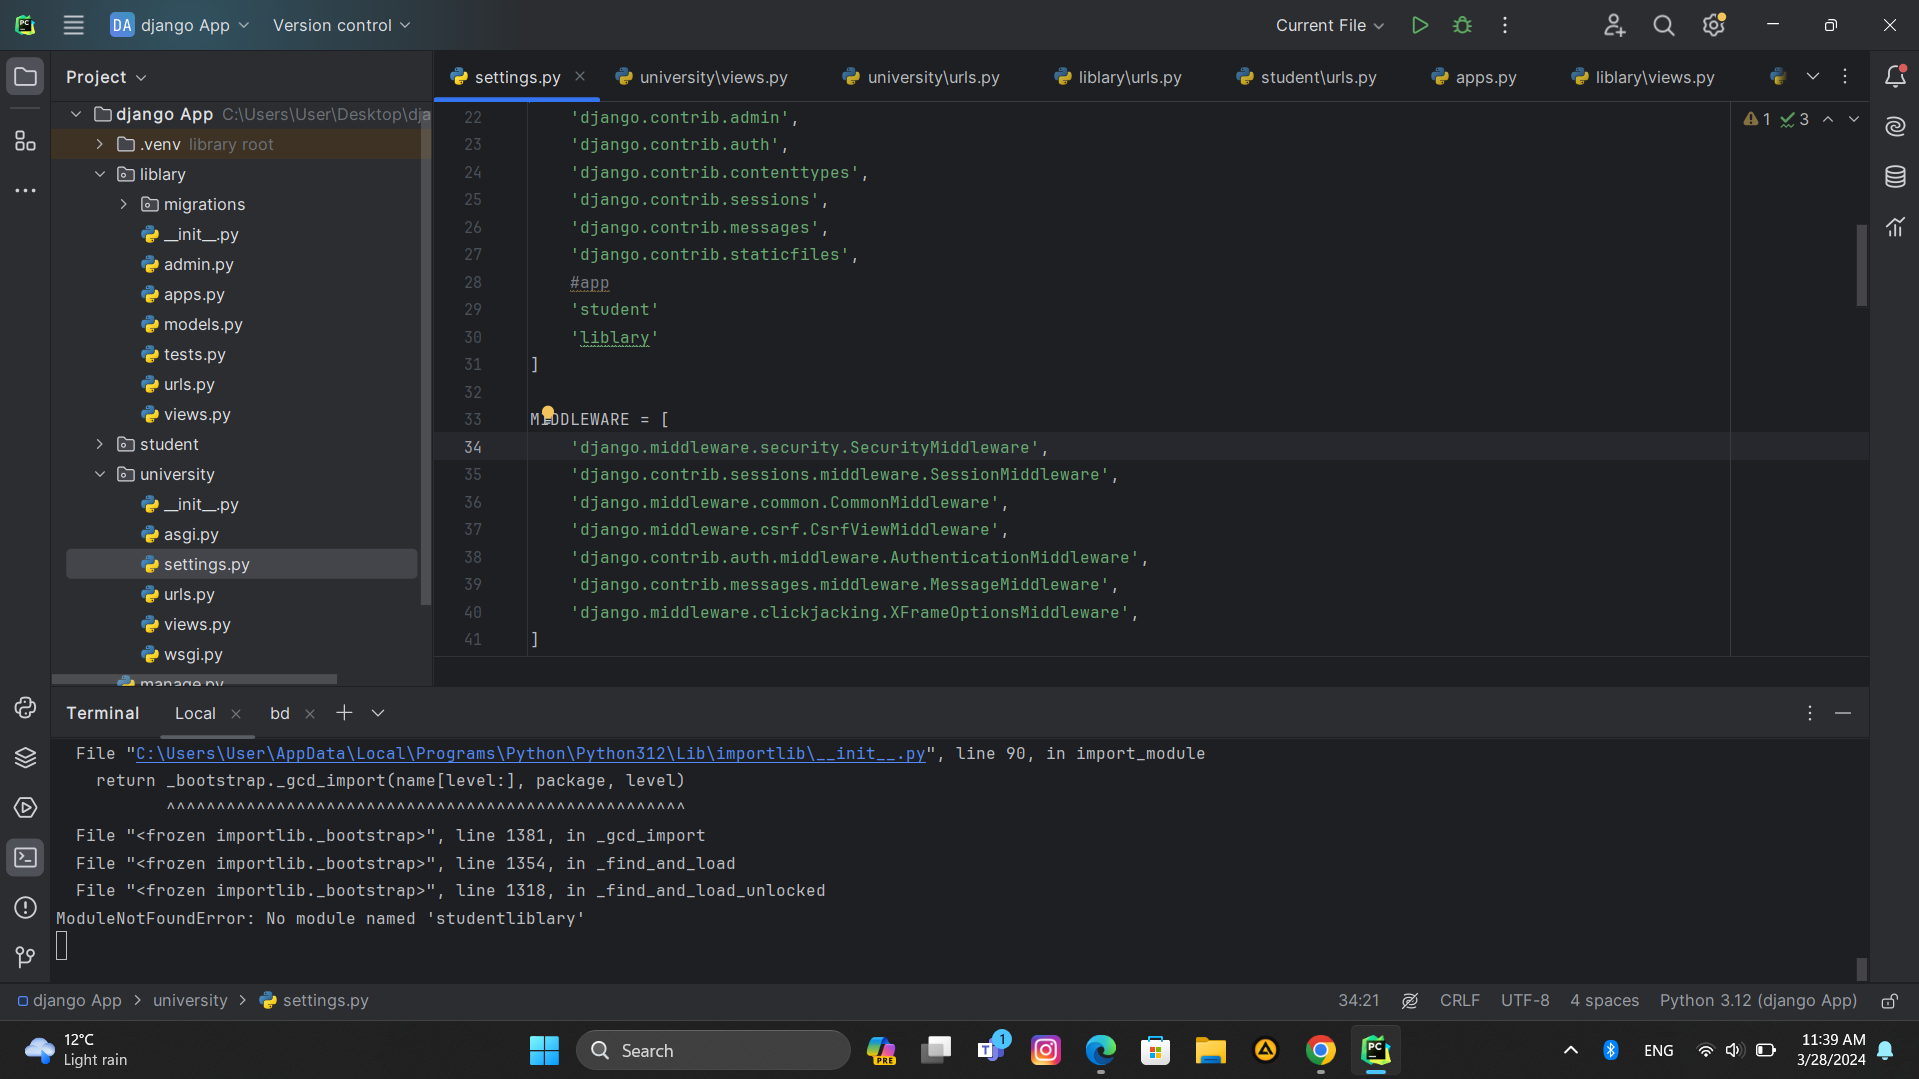 DA django App Version control Current File
Project settings.py university\views.py university\urls.py liblary\urls.py student\urls.py apps.py liblary\views.py
django App C:\Users\User\Desktop\dja
.venv library root
liblary
migrations
__init__.py
admin.py
apps.py
models.py
tests.py
urls.py
views.py
student
university
__init__.py
asgi.py
settings.py
urls.py
views.py
wsgi.py
manage.py
1 3
22 'django.contrib.admin',
23 'django.contrib.auth',
24 'django.contrib.contenttypes',
25 'django.contrib.sessions',
26 'django.contrib.messages',
27 'django.contrib.staticfiles',
28 #app
29 'student'
30 'liblary'
31 ]
32
33 MIDDLEWARE = [
34 'django.middleware.security.SecurityMiddleware',
35 'django.contrib.sessions.middleware.SessionMiddleware',
36 'django.middleware.common.CommonMiddleware',
37 'django.middleware.csrf.CsrfViewMiddleware',
38 'django.contrib.auth.middleware.AuthenticationMiddleware',
39 'django.contrib.messages.middleware.MessageMiddleware',
40 'django.middleware.clickjacking.XFrameOptionsMiddleware',
41 ]
Terminal Local bd
File "C:\Users\User\AppData\Local\Programs\Python\Python312\Lib\importlib\__init__.py", line 90, in import_module
return _bootstrap._gcd_import(name[level:], package, level)
^^^^^^^^^^^^^^^^^^^^^^^^^^^^^^^^^^^^^^^^^^^^^^^^^^^^
File "<frozen importlib._bootstrap>", line 1381, in _gcd_import
File "<frozen importlib._bootstrap>", line 1354, in _find_and_load
File "<frozen importlib._bootstrap>", line 1318, in _find_and_load_unlocked
ModuleNotFoundError: No module named 'studentliblary'
django App > university > settings.py 34:21 CRLF UTF-8 4 spaces Python 3.12 (django App)
12°C
Light rain
Search
PRE
1
PC
ENG
11:39 AM
3/28/2024